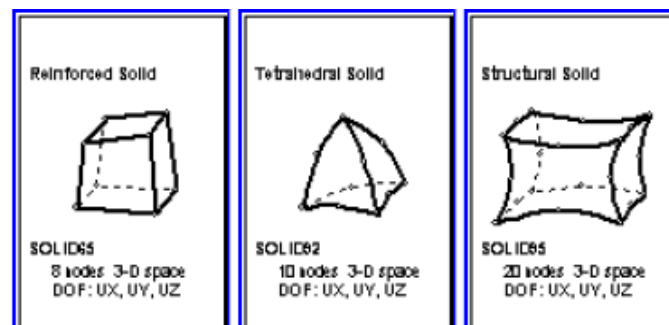 Reinforced Solid
SOLID65
8 nodes 3-D space
DOF: UX, UY, UZ
Tetrahedral Solid
SOLID92
10 nodes 3-D space
DOF: UX, UY, UZ
Structural Solid
SOLID95
20 nodes 3-D space
DOF: UX, UY, UZ